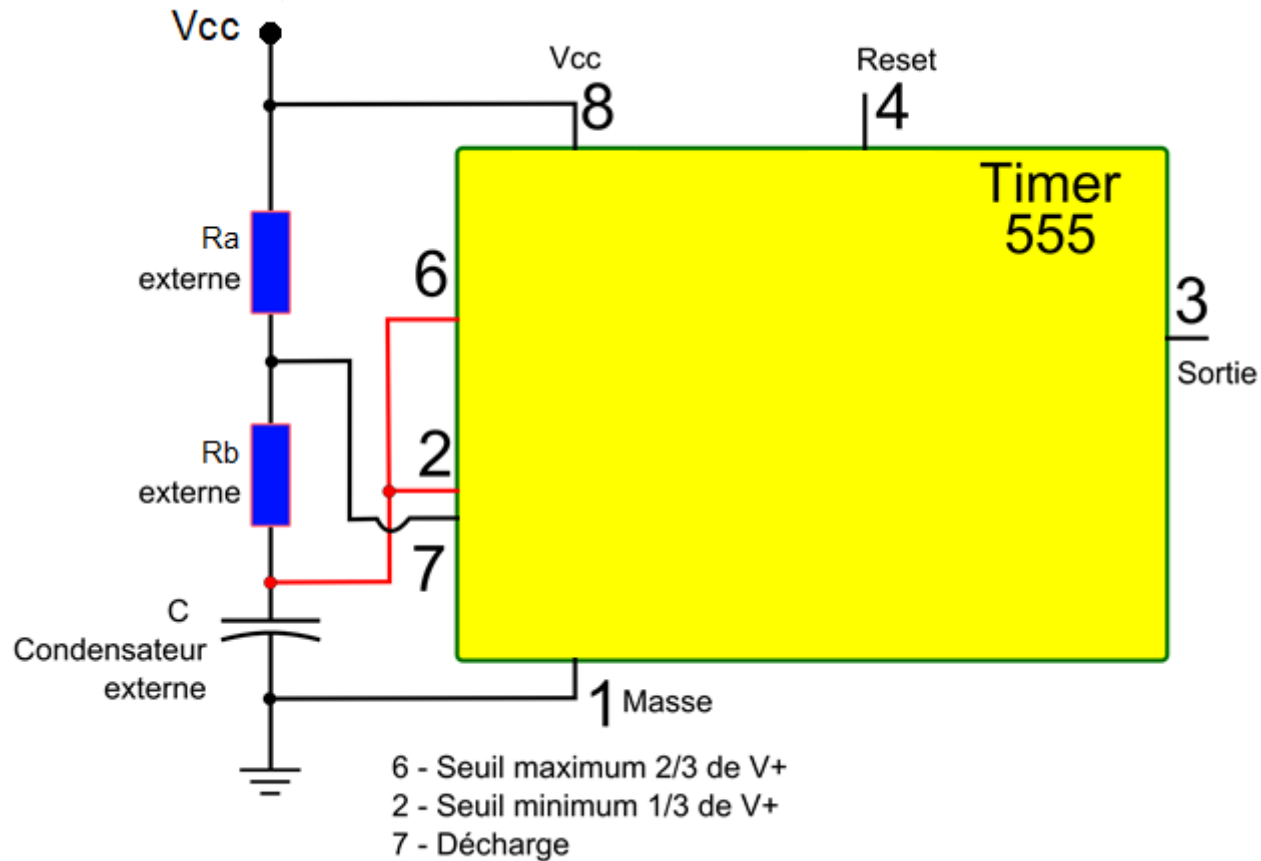 Vcc
Vcc
8
Reset
4
Timer
555
Ra
externe
6
3
Sortie
Rb
externe
2
7
C
Condensateur
externe
1 Masse
6 - Seuil maximum 2/3 de V+
2 - Seuil minimum 1/3 de V+
7 - Décharge